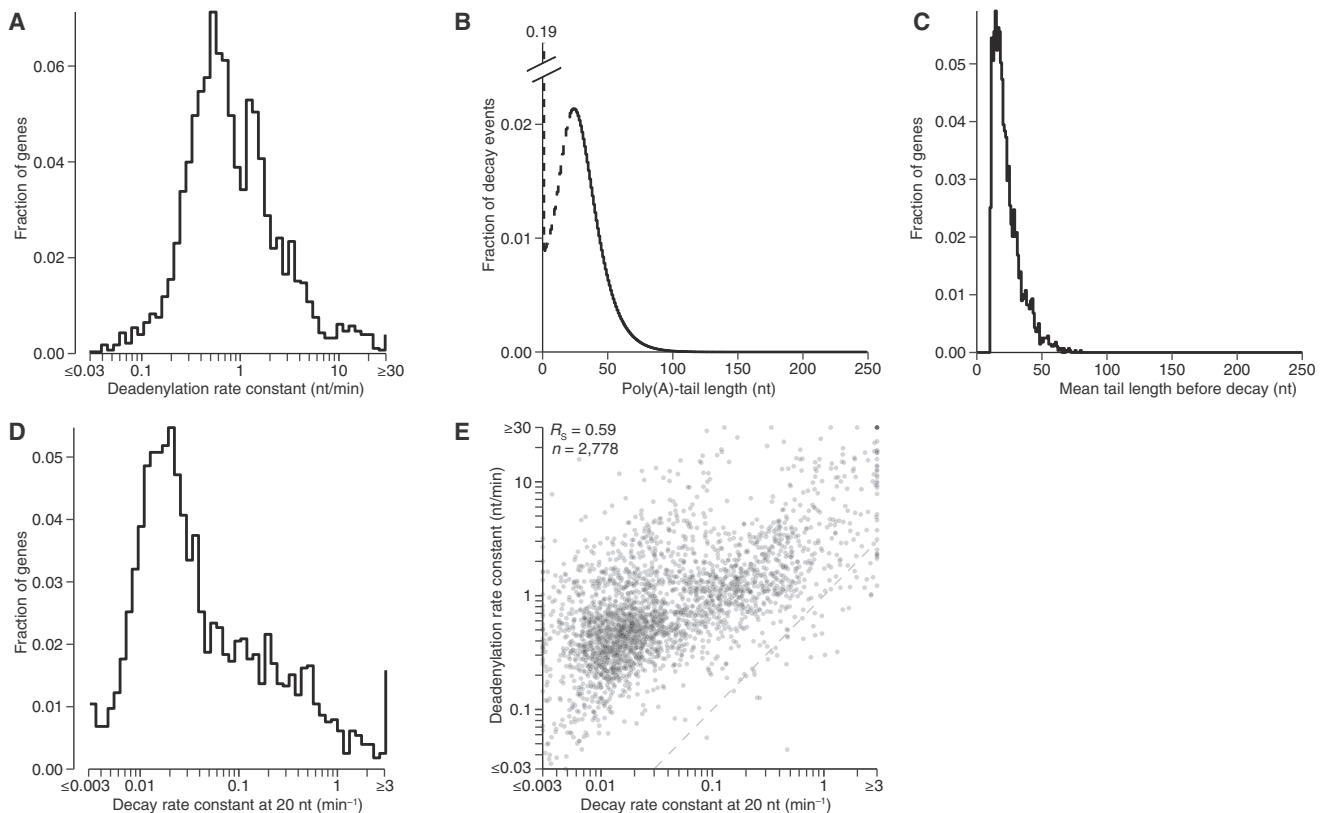 A
Fraction of genes
0.06
0.04
0.02
0.00
≤0.03 0.1 1 10 ≥30
Deadenylation rate constant (nt/min)
B
0.19
Fraction of decay events
0.02
0.01
0.00
0 50 100 150 200 250
Poly(A)-tail length (nt)
C
Fraction of genes
0.05
0.04
0.03
0.02
0.01
0.00
0 50 100 150 200 250
Mean tail length before decay (nt)
D
Fraction of genes
0.05
0.04
0.03
0.02
0.01
0.00
≤0.003 0.01 0.1 1 ≥3
Decay rate constant at 20 nt (min⁻¹)
E
Rs = 0.59
n = 2,778
Deadenylation rate constant (nt/min)
≥30
10
1
0.1
≤0.03
≤0.003 0.01 0.1 1 ≥3
Decay rate constant at 20 nt (min⁻¹)